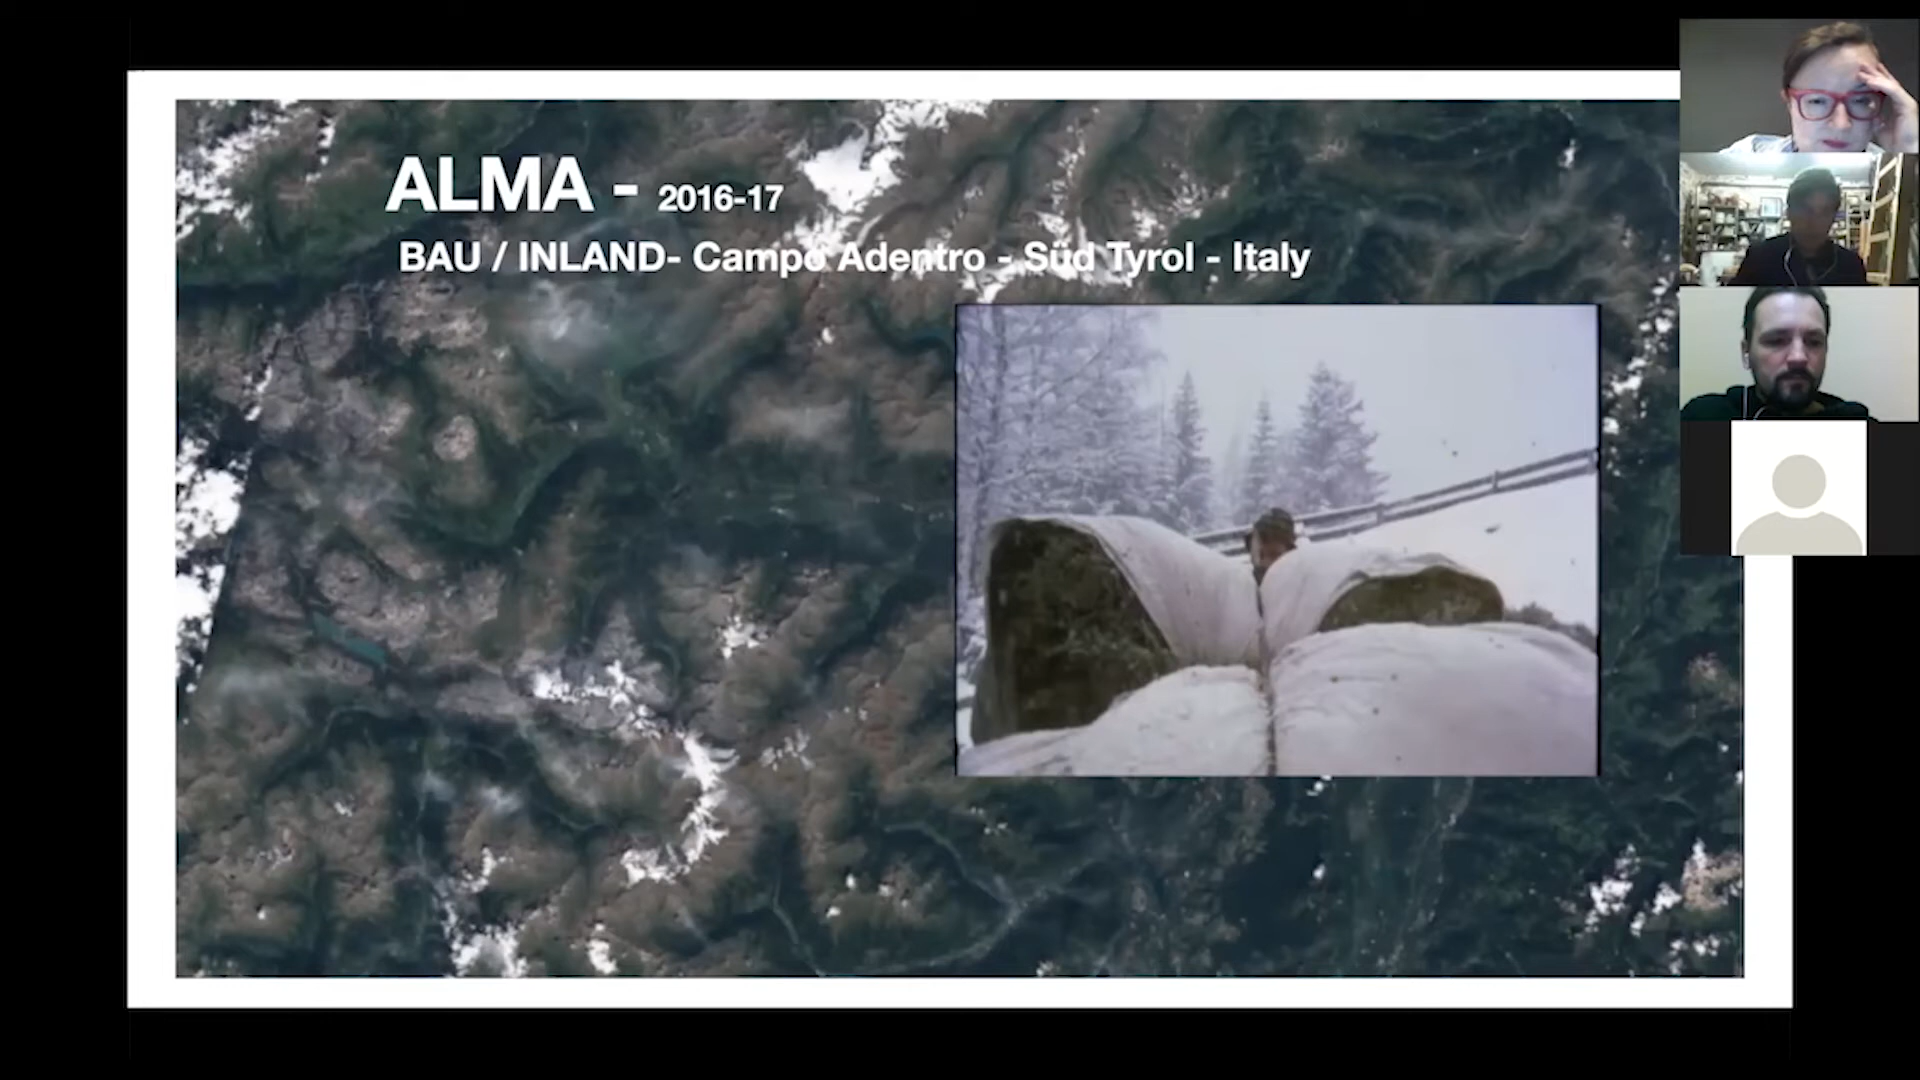 ALMA - 2016-17
BAU / INLAND- Campo Adentro - Süd Tyrol - Italy